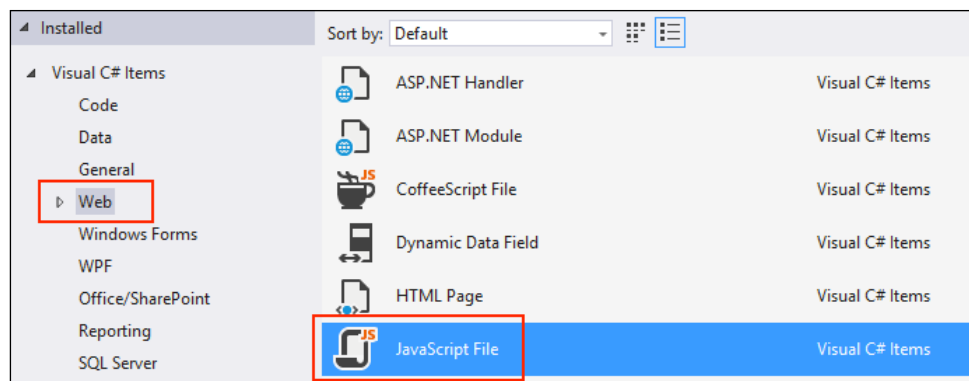 Installed
Sort by: Default
Visual C# Items
Code
Data
General
Web
Windows Forms
WPF
Office/SharePoint
Reporting
SQL Server
ASP.NET Handler Visual C# Items
ASP.NET Module Visual C# Items
JS
CoffeeScript File Visual C# Items
Dynamic Data Field Visual C# Items
HTML Page Visual C# Items
JS
JavaScript File Visual C# Items